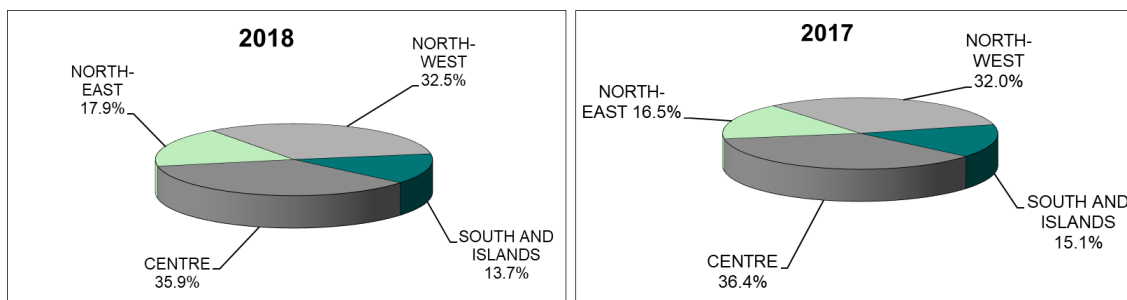 2018
NORTH-
WEST
32.5%
NORTH-
EAST
17.9%
SOUTH AND
ISLANDS
13.7%
CENTRE
35.9%
2017
NORTH-
WEST
32.0%
NORTH-
EAST 16.5%
SOUTH AND
ISLANDS
15.1%
CENTRE
36.4%